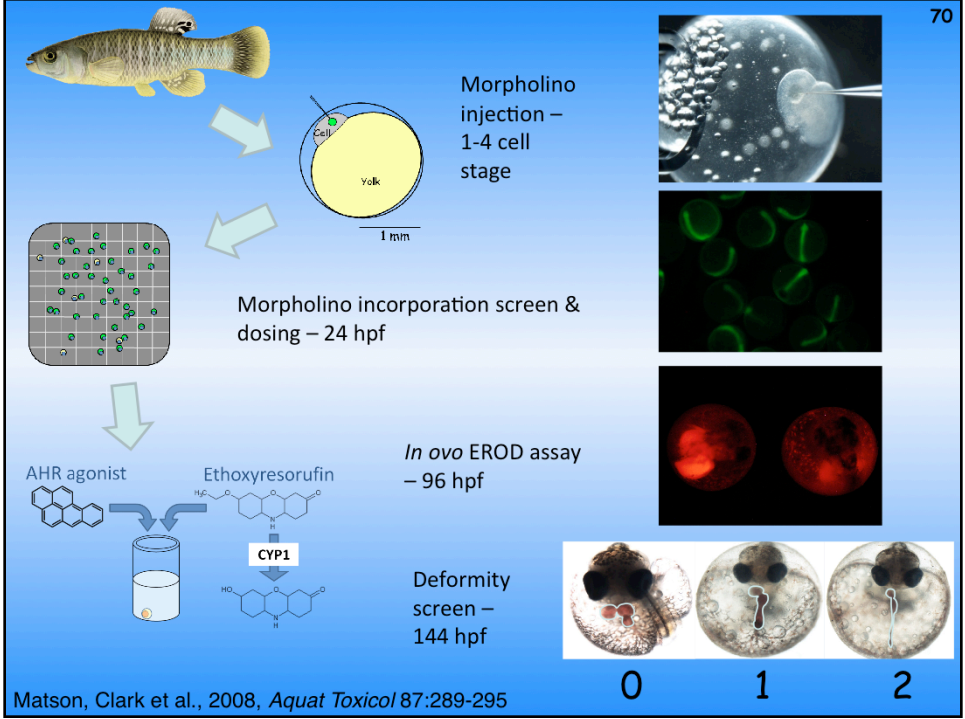 70
Morpholino
injection –
1-4 cell
stage
Cell
Yolk
1 mm
Morpholino incorporation screen &
dosing – 24 hpf
In ovo EROD assay
– 96 hpf
AHR agonist
Ethoxyresorufin
H₃C
O
O
O
N
H
CYP1
HO
O
O
N
H
Deformity
screen –
144 hpf
0
1
2
Matson, Clark et al., 2008, Aquat Toxicol 87:289-295